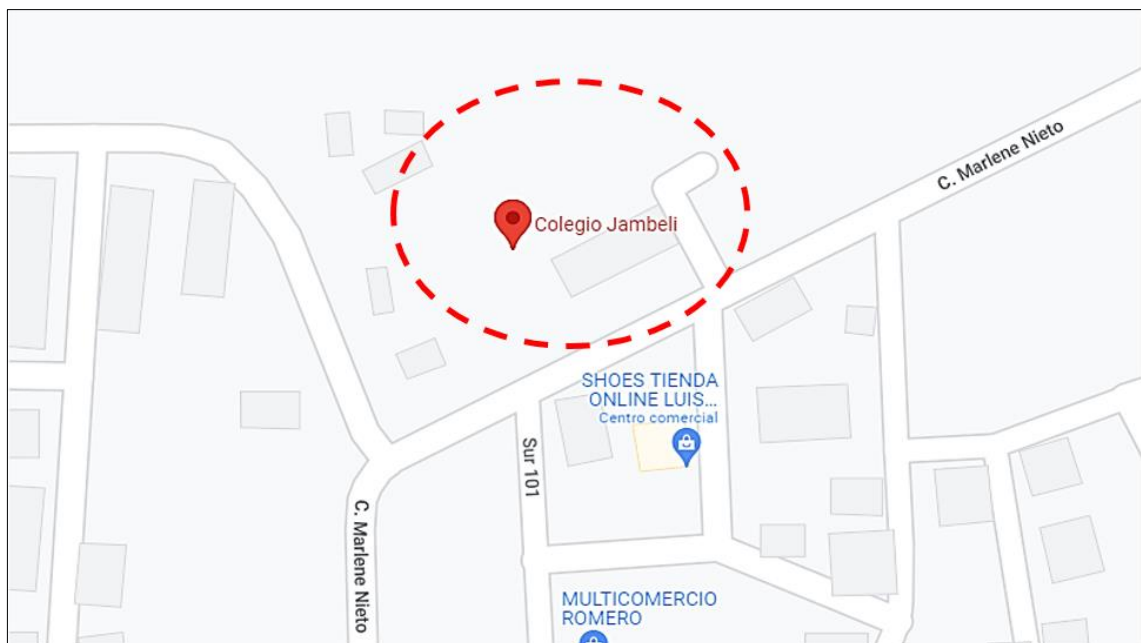 C. Marlene Nieto
Colegio Jambeli
SHOES TIENDA
ONLINE LUIS...
Centro comercial
Sur 101
C. Marlene Nieto
MULTICOMERCIO
ROMERO